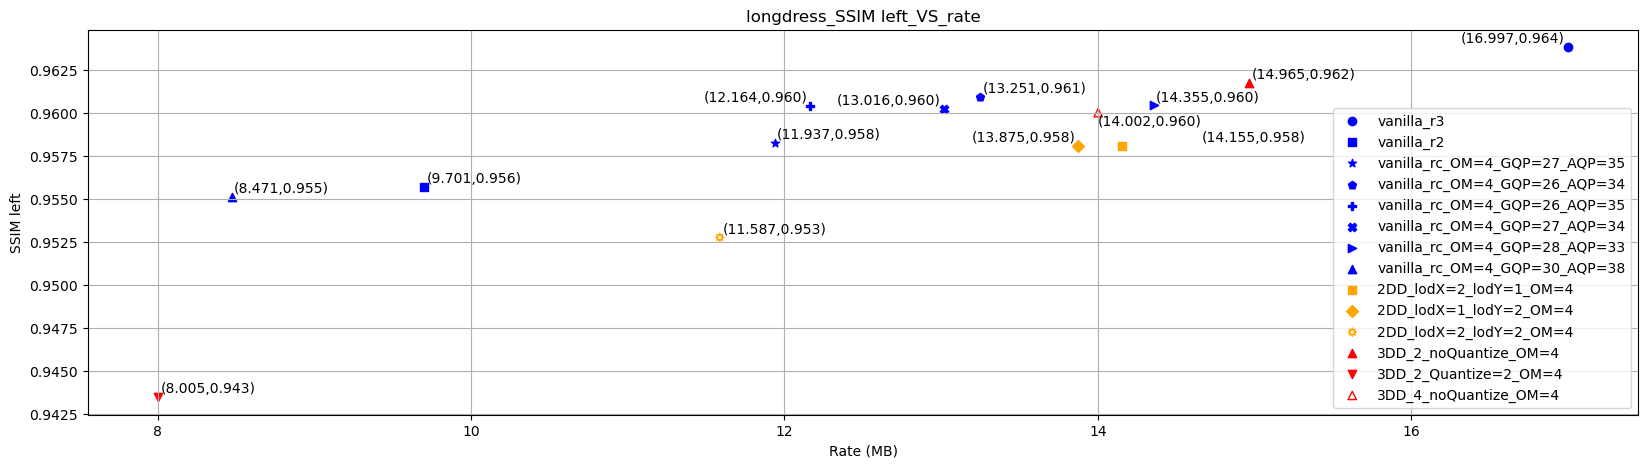 longdress_SSIM left_VS_rate
(16.997,0.964)
0.9625
(14.965,0.962)
(13.251,0.961)
(12.164,0.960)
(13.016,0.960)
(14.355,0.960)
0.9600
(14.002,0.960)
(11.937,0.958)
(13.875,0.958)
(14.155,0.958)
0.9575
(9.701,0.956)
(8.471,0.955)
0.9550
(11.587,0.953)
0.9525
0.9500
0.9475
0.9450
(8.005,0.943)
0.9425
SSIM left
8
10
12
14
16
Rate (MB)
vanilla_r3
vanilla_r2
vanilla_rc_OM=4_GQP=27_AQP=35
vanilla_rc_OM=4_GQP=26_AQP=34
vanilla_rc_OM=4_GQP=26_AQP=35
vanilla_rc_OM=4_GQP=27_AQP=34
vanilla_rc_OM=4_GQP=28_AQP=33
vanilla_rc_OM=4_GQP=30_AQP=38
2DD_lodX=2_lodY=1_OM=4
2DD_lodX=1_lodY=2_OM=4
2DD_lodX=2_lodY=2_OM=4
3DD_2_noQuantize_OM=4
3DD_2_Quantize=2_OM=4
3DD_4_noQuantize_OM=4